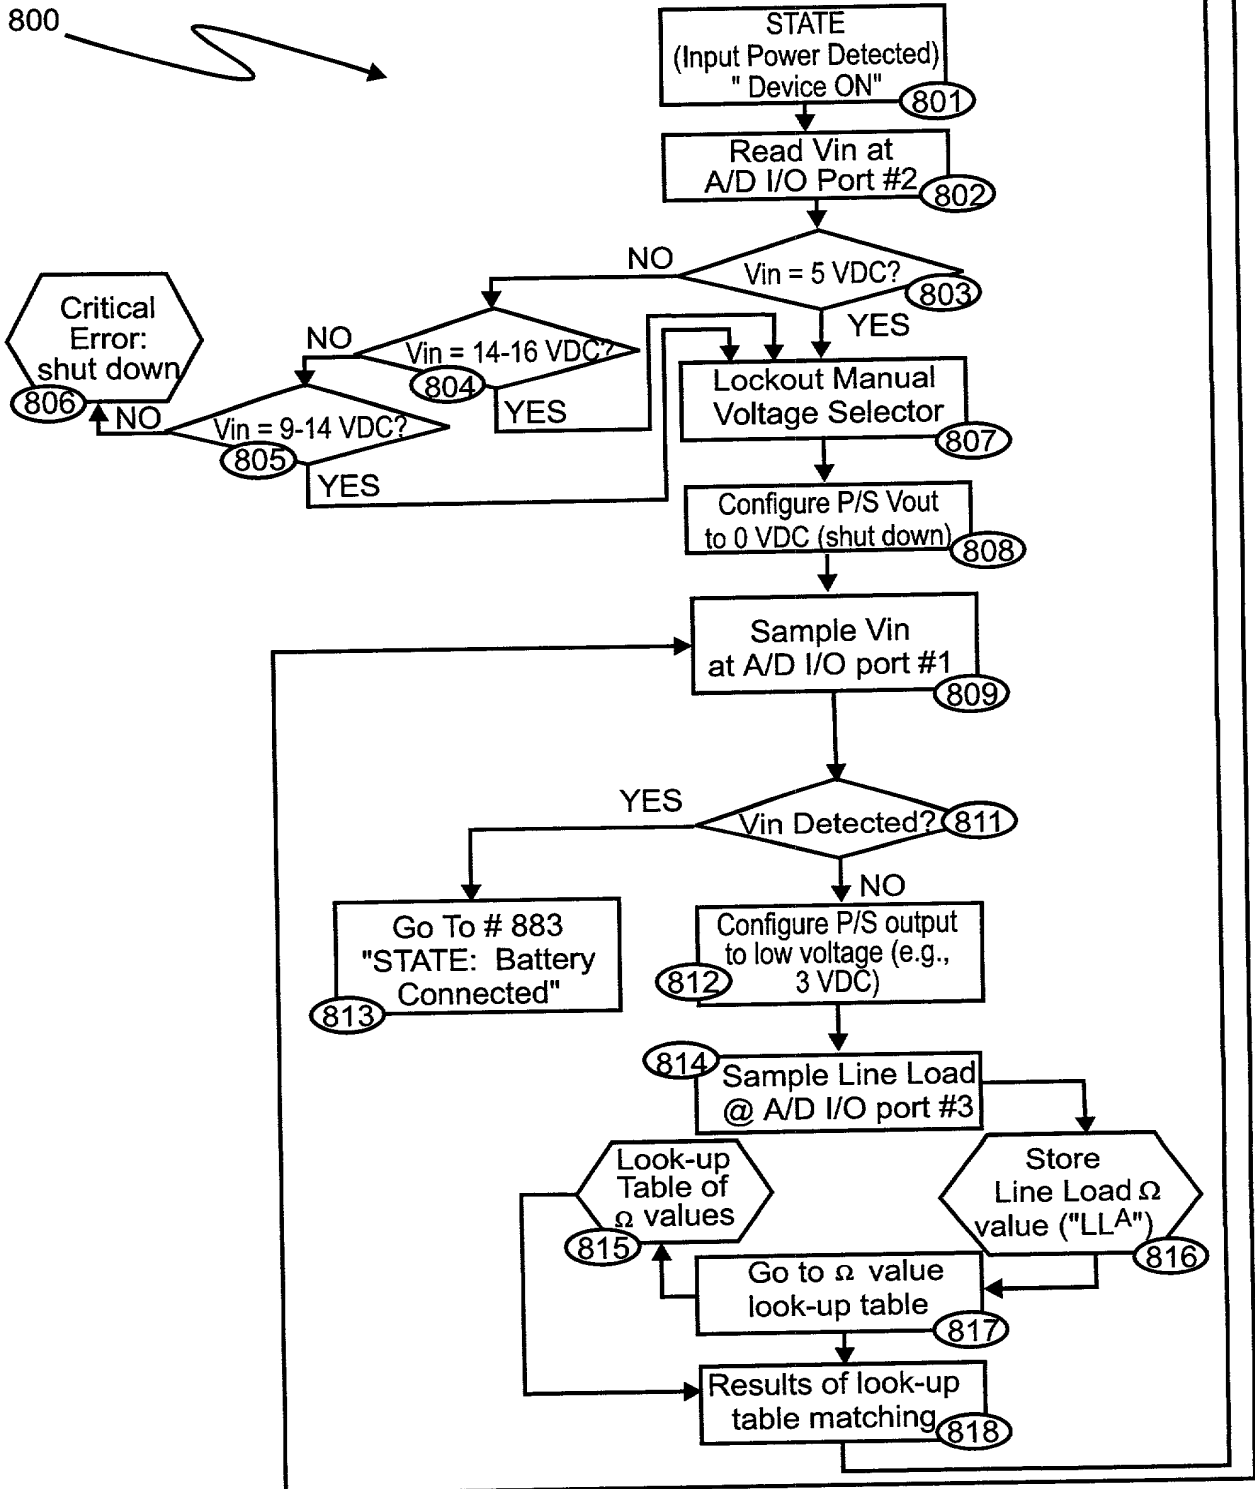 800
STATE
(Input Power Detected)
" Device ON"
801
Read Vin at
A/D I/O Port #2
802
NO
Vin = 5 VDC?
803
YES
Critical
Error:
shut down
806
NO
NO
Vin = 14-16 VDC?
804
YES
Vin = 9-14 VDC?
805
YES
Lockout Manual
Voltage Selector
807
Configure P/S Vout
to 0 VDC (shut down)
808
Sample Vin
at A/D I/O port #1
809
YES
Vin Detected?
811
NO
Go To # 883
"STATE: Battery
Connected"
813
Configure P/S output
to low voltage (e.g.,
3 VDC)
812
814
Sample Line Load
@ A/D I/O port #3
Look-up
Table of
Ω values
815
Store
Line Load Ω
value ("LLA")
816
Go to Ω value
look-up table
817
Results of look-up
table matching
818